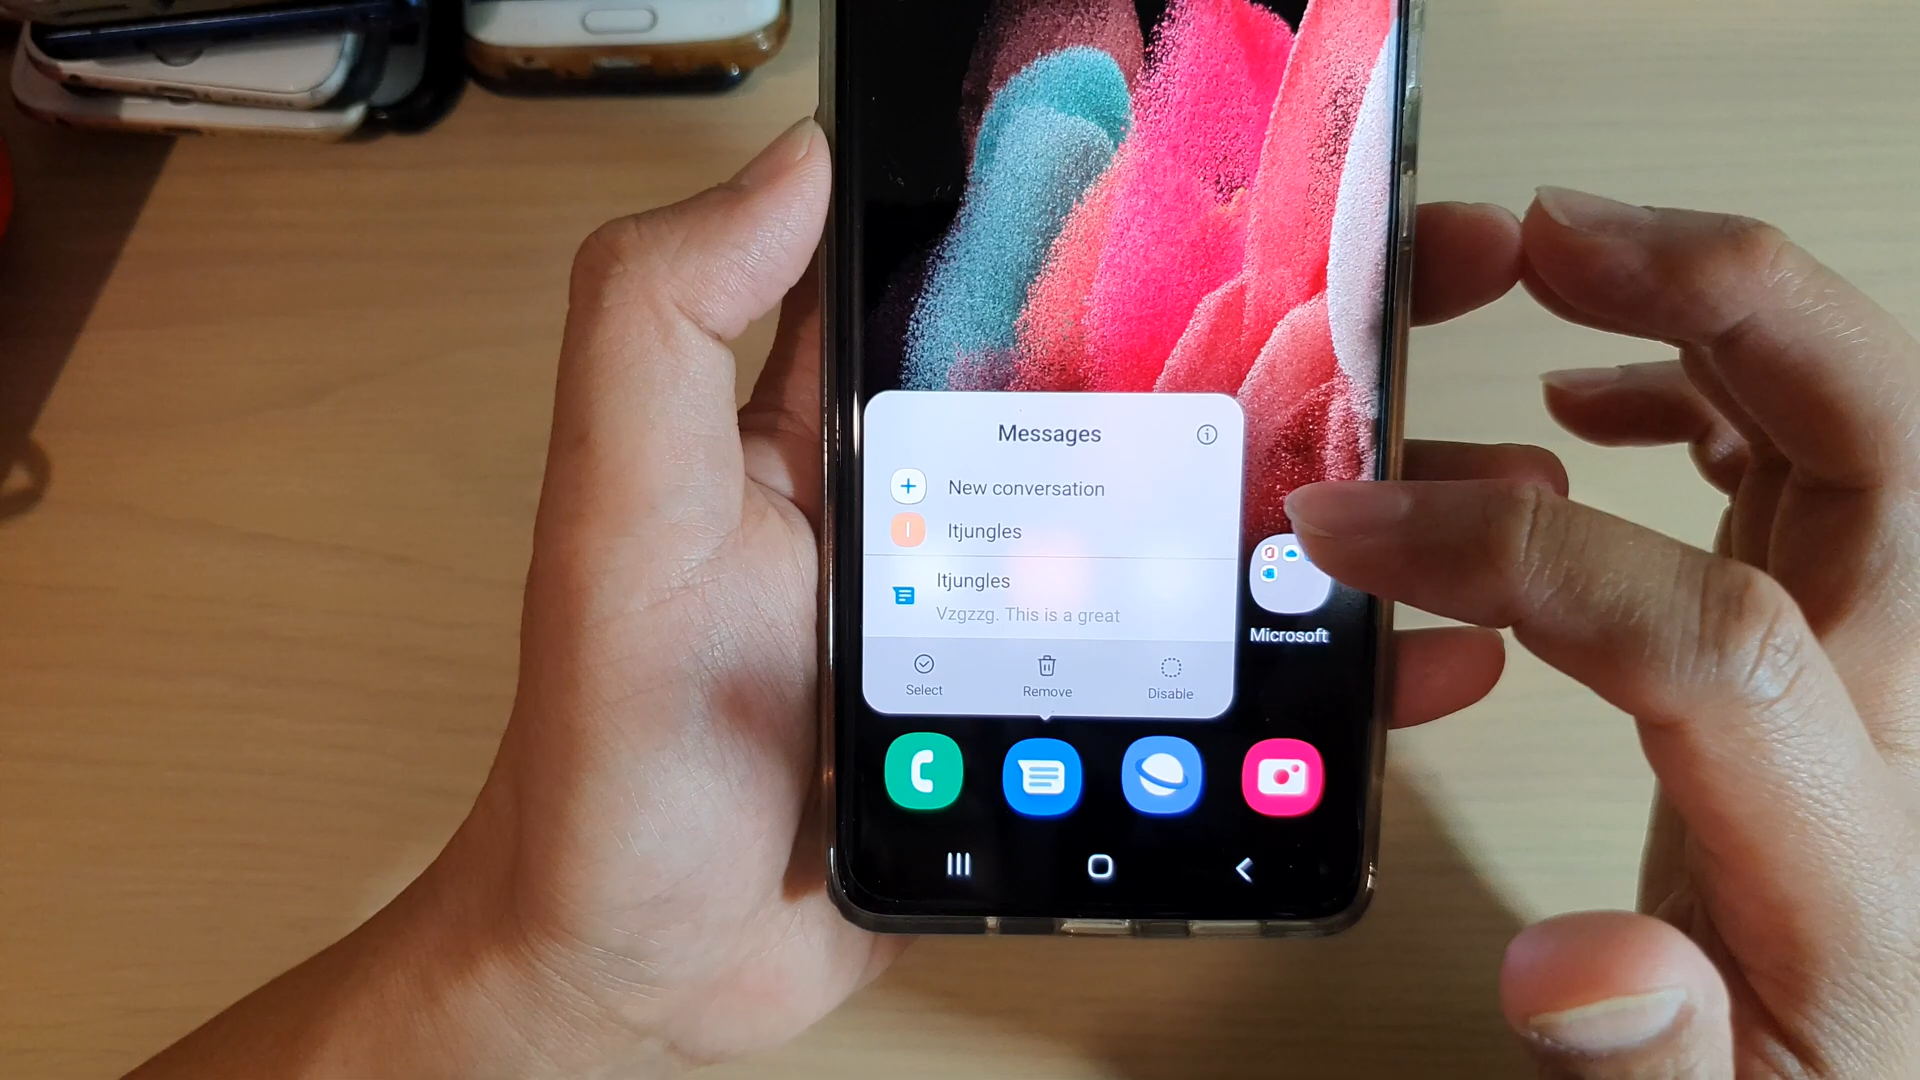 Messages
New conversation
I
Itjungles
Itjungles
Vzgzzg. This is a great
Select
Remove
Disable
Microsoft